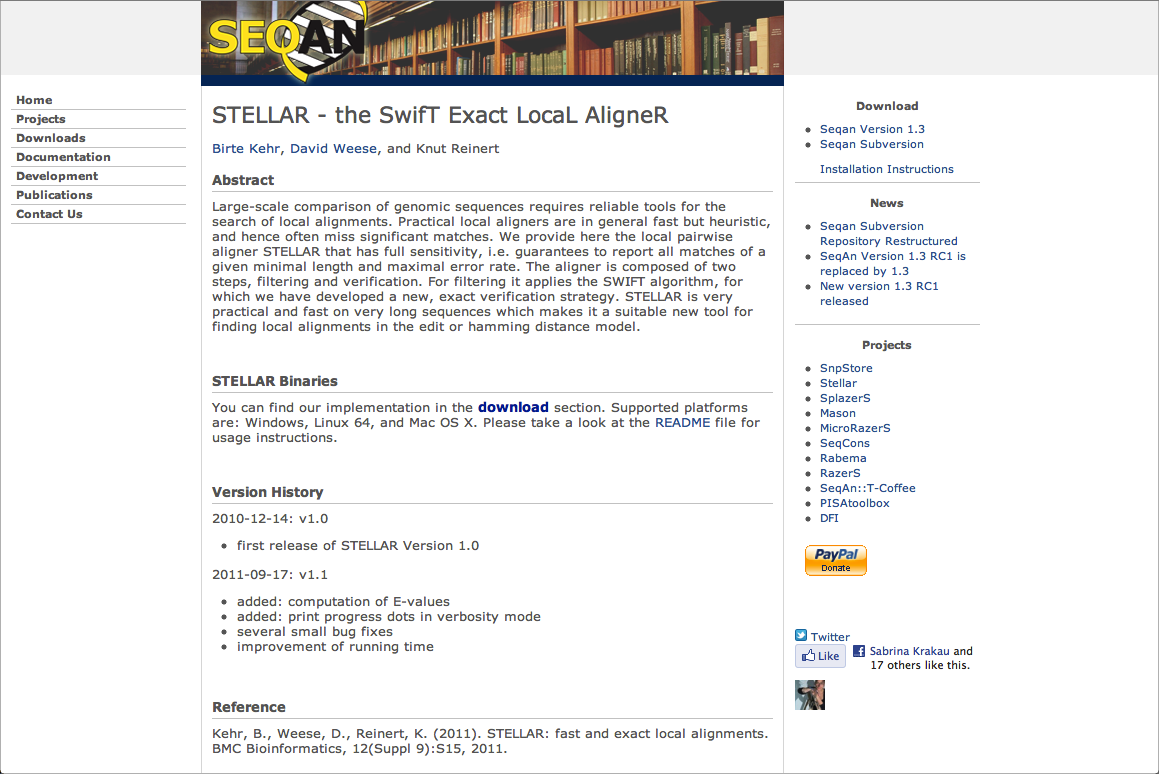 SEQAN
Home
Projects
Downloads
Documentation
Development
Publications
Contact Us
STELLAR - the SwifT Exact LocaL AligneR
Birte Kehr, David Weese, and Knut Reinert
Abstract
Large-scale comparison of genomic sequences requires reliable tools for the
search of local alignments. Practical local aligners are in general fast but heuristic,
and hence often miss significant matches. We provide here the local pairwise
aligner STELLAR that has full sensitivity, i.e. guarantees to report all matches of a
given minimal length and maximal error rate. The aligner is composed of two
steps, filtering and verification. For filtering it applies the SWIFT algorithm, for
which we have developed a new, exact verification strategy. STELLAR is very
practical and fast on very long sequences which makes it a suitable new tool for
finding local alignments in the edit or hamming distance model.
STELLAR Binaries
You can find our implementation in the download section. Supported platforms
are: Windows, Linux 64, and Mac OS X. Please take a look at the README file for
usage instructions.
Version History
2010-12-14: v1.0
first release of STELLAR Version 1.0
2011-09-17: v1.1
added: computation of E-values
added: print progress dots in verbosity mode
several small bug fixes
improvement of running time
Reference
Kehr, B., Weese, D., Reinert, K. (2011). STELLAR: fast and exact local alignments.
BMC Bioinformatics, 12(Suppl 9):S15, 2011.
Download
Seqan Version 1.3
Seqan Subversion
Installation Instructions
News
Seqan Subversion
Repository Restructured
SeqAn Version 1.3 RC1 is
replaced by 1.3
New version 1.3 RC1
released
Projects
SnpStore
Stellar
SplazerS
Mason
MicroRazerS
SeqCons
Rabema
RazerS
SeqAn::T-Coffee
PISAtoolbox
DFI
PayPal
Donate
Twitter
Like
Sabrina Krakau and
17 others like this.